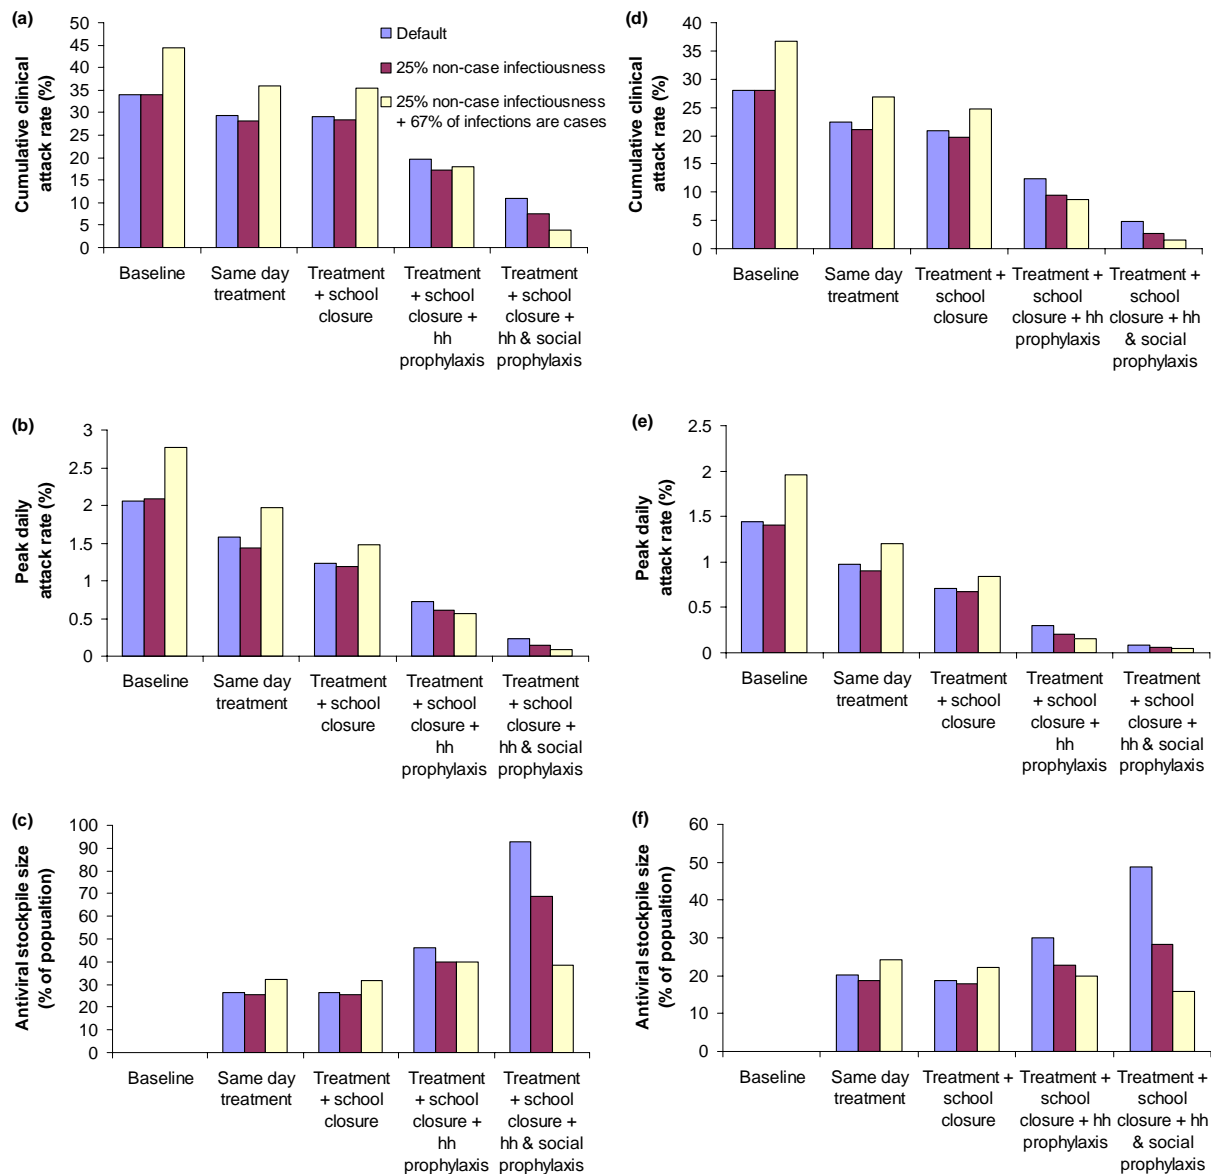 (a)
Cumulative clinical
attack rate (%)
50
45
40
35
30
25
20
15
10
5
0
Default
25% non-case infectiousness
25% non-case infectiousness
+ 67% of infections are cases
Baseline
Same day
treatment
Treatment
+ school
closure
Treatment
+ school
closure +
hh
prophylaxis
Treatment
+ school
closure +
hh & social
prophylaxis
(d)
Cumulative clinical
attack rate (%)
40
35
30
25
20
15
10
5
0
Baseline
Same day
treatment
Treatment +
school
closure
Treatment +
school
closure + hh
prophylaxis
Treatment +
school
closure + hh
& social
prophylaxis
(b)
Peak daily
attack rate (%)
3
2.5
2
1.5
1
0.5
0
Baseline
Same day
treatment
Treatment
+ school
closure
Treatment
+ school
closure +
hh
prophylaxis
Treatment
+ school
closure +
hh & social
prophylaxis
(e)
Peak daily
attack rate (%)
2.5
2
1.5
1
0.5
0
Baseline
Same day
treatment
Treatment
+ school
closure
Treatment
+ school
closure +
hh
prophylaxis
Treatment
+ school
closure +
hh & social
prophylaxis
(c)
Antiviral stockpile size
(% of popualtion)
100
90
80
70
60
50
40
30
20
10
0
Baseline
Same day
treatment
Treatment
+ school
closure
Treatment
+ school
closure +
hh
prophylaxis
Treatment
+ school
closure +
hh & social
prophylaxis
(f)
Antiviral stockpile size
(% of population)
60
50
40
30
20
10
0
Baseline
Same day
treatment
Treatment +
school
closure
Treatment +
school
closure + hh
prophylaxis
Treatment +
school
closure + hh
& social
prophylaxis